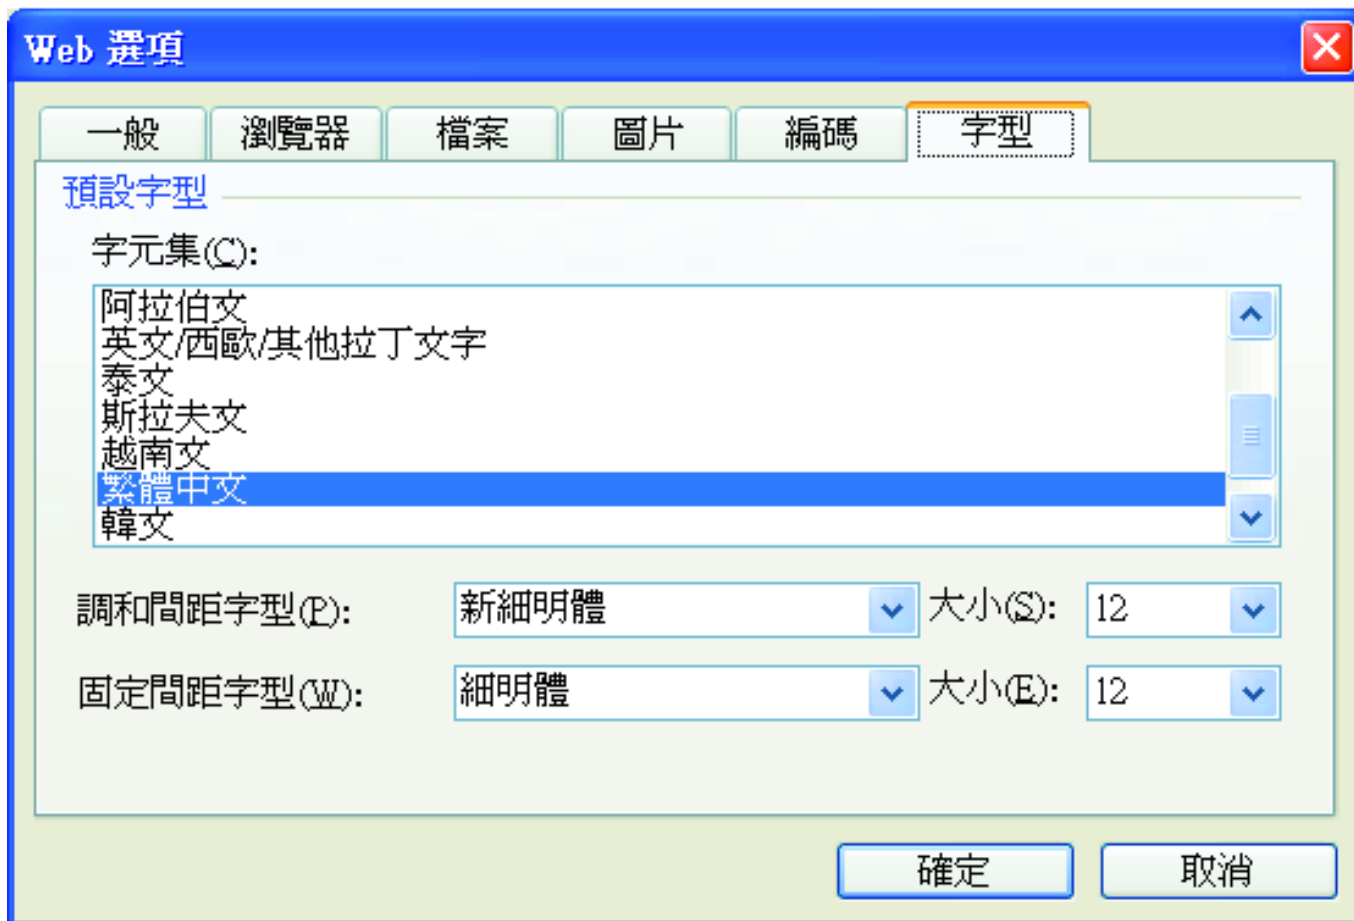 Web 選項
一般 瀏覽器 檔案 圖片 編碼 字型
預設字型
字元集(C):
阿拉伯文
英文/西歐/其他拉丁文字
泰文
斯拉夫文
越南文
繁體中文
韓文
調和間距字型(P): 新細明體 大小(S): 12
固定間距字型(W): 細明體 大小(E): 12
確定 取消